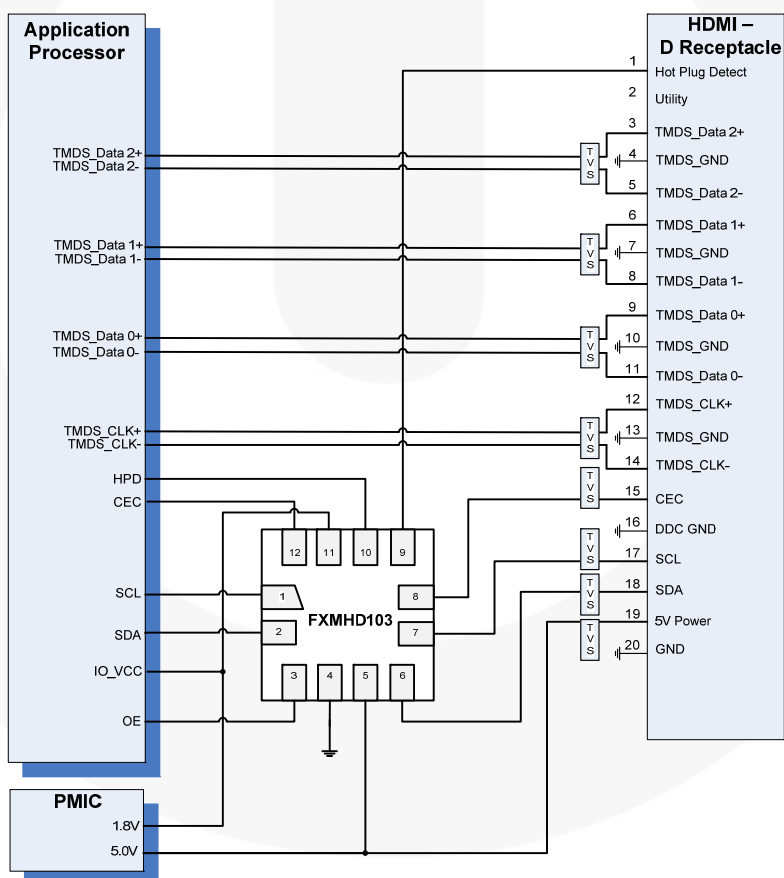 Application
Processor
TMDS_Data 2+
TMDS_Data 2-
TMDS_Data 1+
TMDS_Data 1-
TMDS_Data 0+
TMDS_Data 0-
TMDS_CLK+
TMDS_CLK-
HPD
CEC
SCL
SDA
IO_VCC
OE
PMIC
1.8V
5.0V
12
11
10
9
1
2
FXMHD103
8
7
3
4
5
6
TVS
TVS
TVS
TVS
TVS
TVS
TVS
TVS
HDMI –
D Receptacle
1 Hot Plug Detect
2 Utility
3 TMDS_Data 2+
4 TMDS_GND
5 TMDS_Data 2-
6 TMDS_Data 1+
7 TMDS_GND
8 TMDS_Data 1-
9 TMDS_Data 0+
10 TMDS_GND
11 TMDS_Data 0-
12 TMDS_CLK+
13 TMDS_GND
14 TMDS_CLK-
15 CEC
16 DDC GND
17 SCL
18 SDA
19 5V Power
20 GND